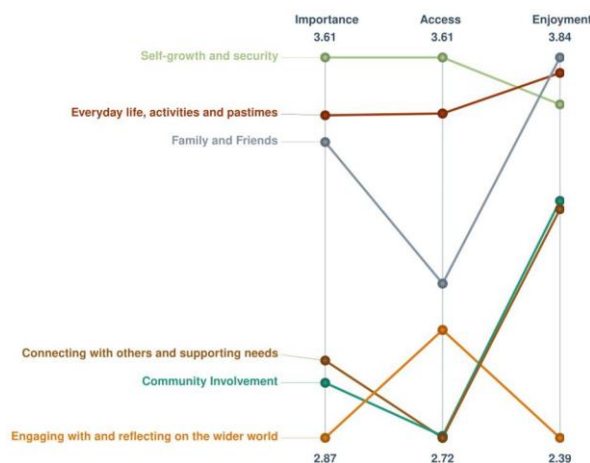 Importance Access Enjoyment
3.61 3.61 3.84
Self-growth and security
Everyday life, activities and pastimes
Family and Friends
Connecting with others and supporting needs
Community Involvement
Engaging with and reflecting on the wider world
2.87 2.72 2.39